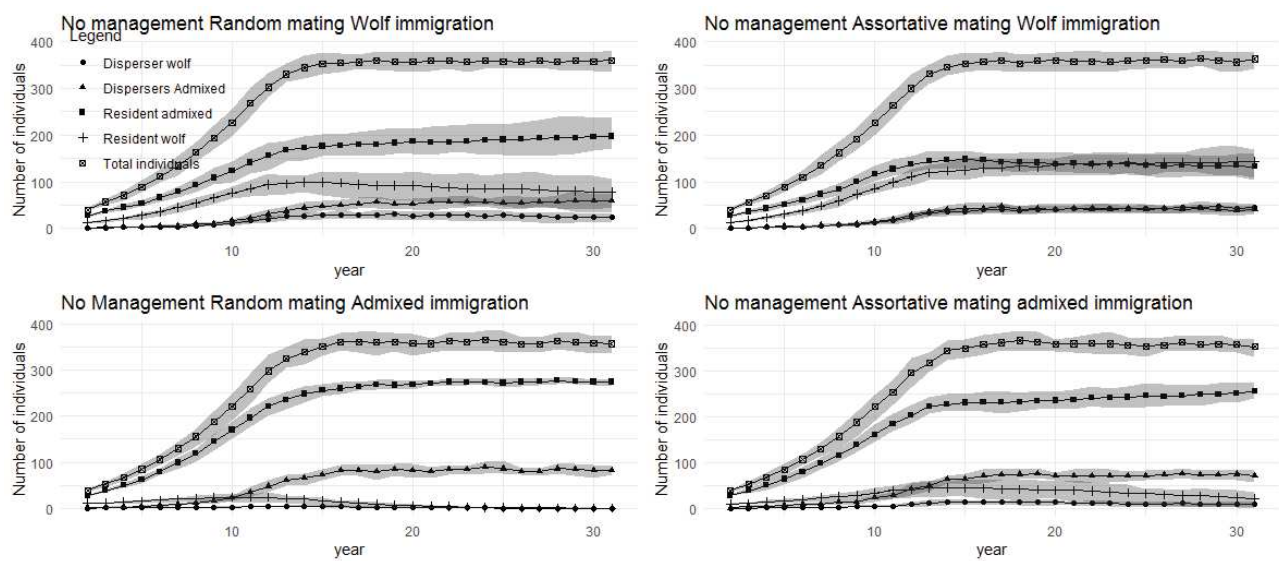 No management Random mating Wolf immigration
Legend
Disperser wolf
Dispersers Admixed
Resident admixed
Resident wolf
Total individuals
Number of individuals
400
300
200
100
0
10
20
30
year
No management Assortative mating Wolf immigration
Number of individuals
400
300
200
100
0
10
20
30
year
No Management Random mating Admixed immigration
Number of individuals
400
300
200
100
0
10
20
30
year
No management Assortative mating admixed immigration
Number of individuals
400
300
200
100
0
10
20
30
year